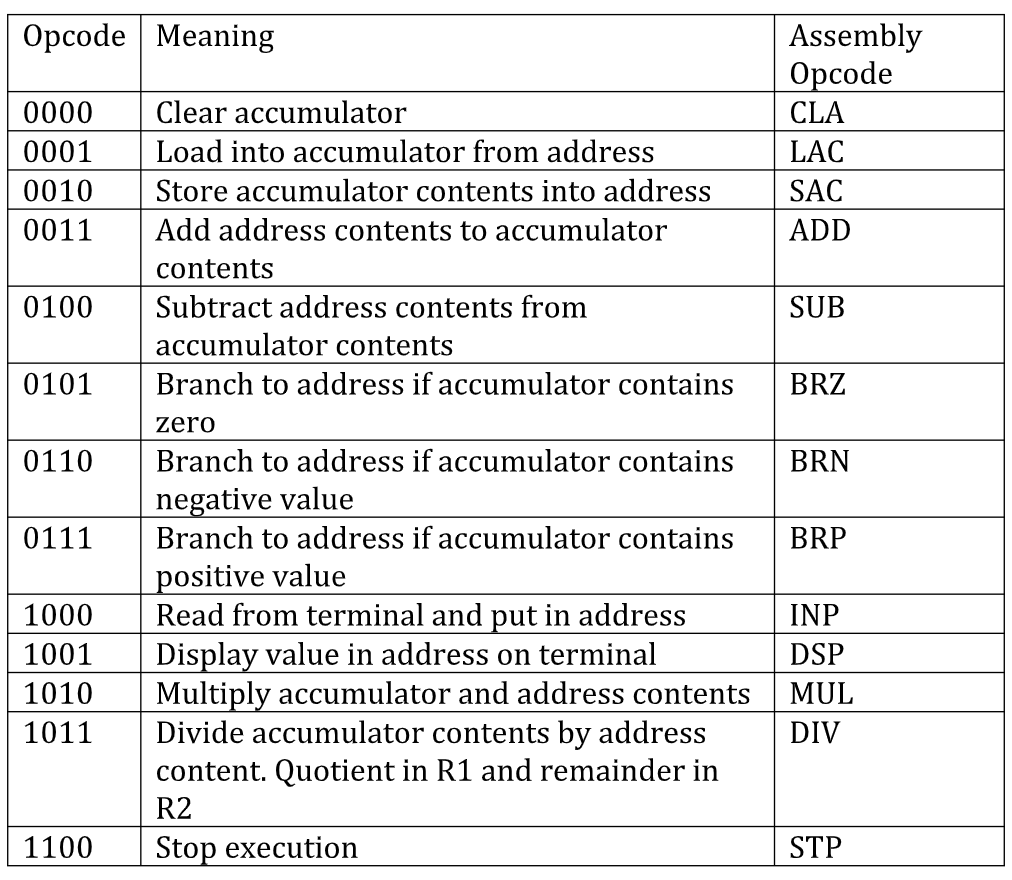 Opcode Meaning Assembly
Opcode
0000 Clear accumulator CLA
0001 Load into accumulator from address LAC
0010 Store accumulator contents into address SAC
0011 Add address contents to accumulator ADD
contents
0100 Subtract address contents from SUB
accumulator contents
0101 Branch to address if accumulator contains BRZ
zero
0110 Branch to address if accumulator contains BRN
negative value
0111 Branch to address if accumulator contains BRP
positive value
1000 Read from terminal and put in address INP
1001 Display value in address on terminal DSP
1010 Multiply accumulator and address contents MUL
1011 Divide accumulator contents by address DIV
content. Quotient in R1 and remainder in
R2
1100 Stop execution STP